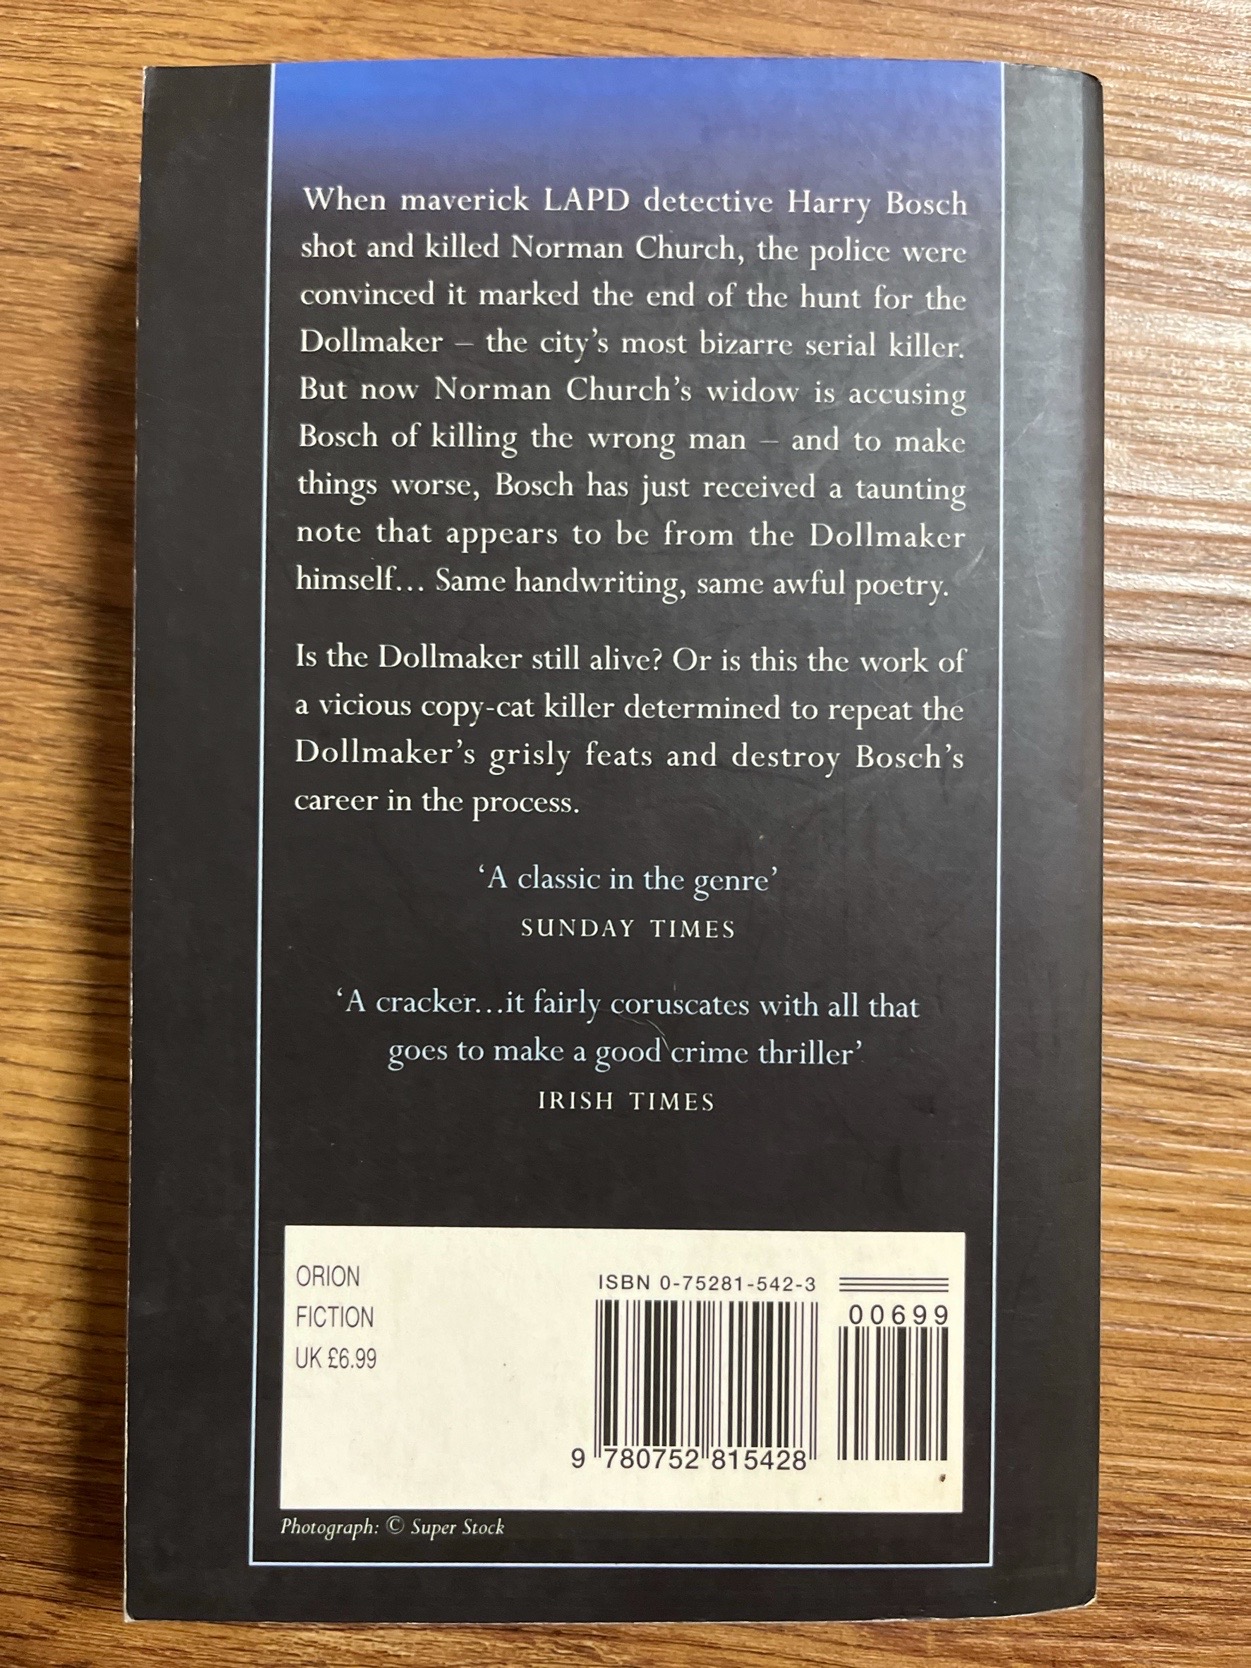 When maverick LAPD detective Harry Bosch
shot and killed Norman Church, the police were
convinced it marked the end of the hunt for the
Dollmaker – the city's most bizarre serial killer.
But now Norman Church's widow is accusing
Bosch of killing the wrong man – and to make
things worse, Bosch has just received a taunting
note that appears to be from the Dollmaker
himself... Same handwriting, same awful poetry.
Is the Dollmaker still alive? Or is this the work of
a vicious copy-cat killer determined to repeat the
Dollmaker's grisly feats and destroy Bosch's
career in the process.
‘A classic in the genre’
SUNDAY TIMES
‘A cracker...it fairly coruscates with all that
goes to make a good crime thriller’
IRISH TIMES
ORION
FICTION
UK £6.99
ISBN 0-75281-542-3
00699
9 780752 815428
Photograph: © Super Stock